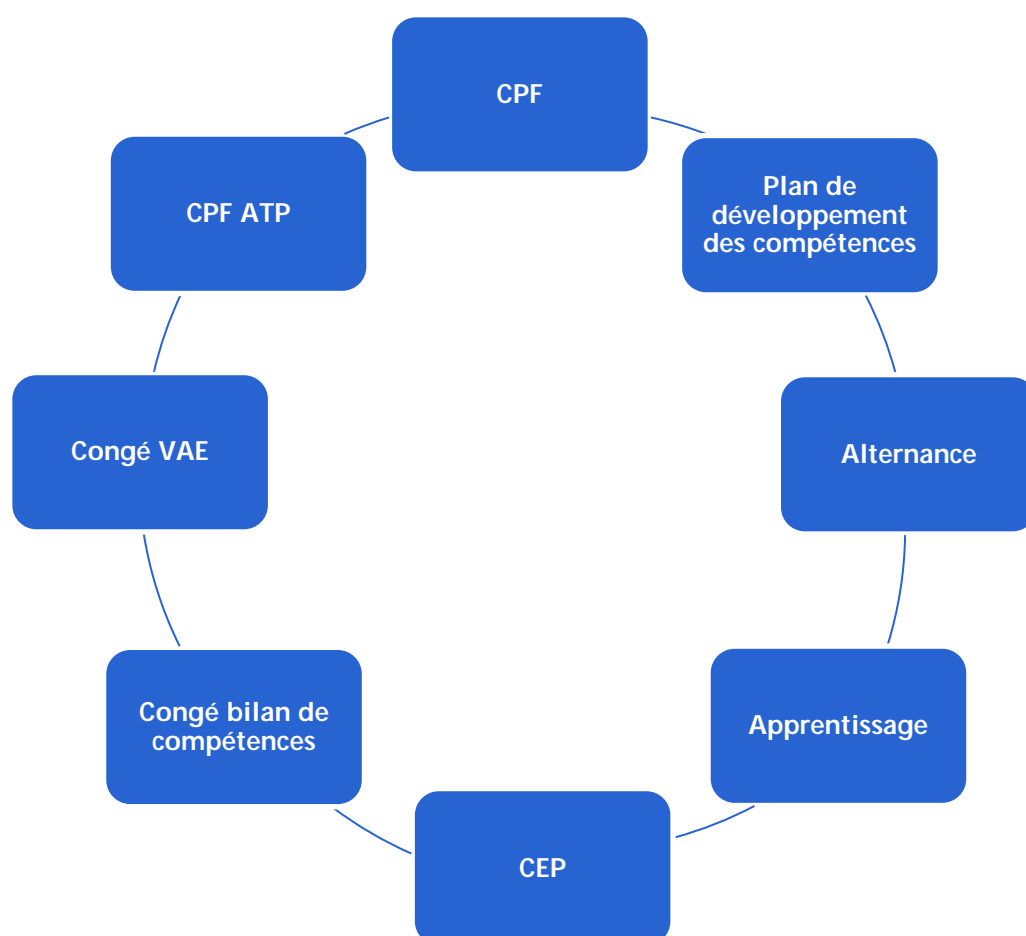 CPF
Plan de
développement
des compétences
Alternance
Apprentissage
CEP
Congé bilan de
compétences
Congé VAE
CPF ATP